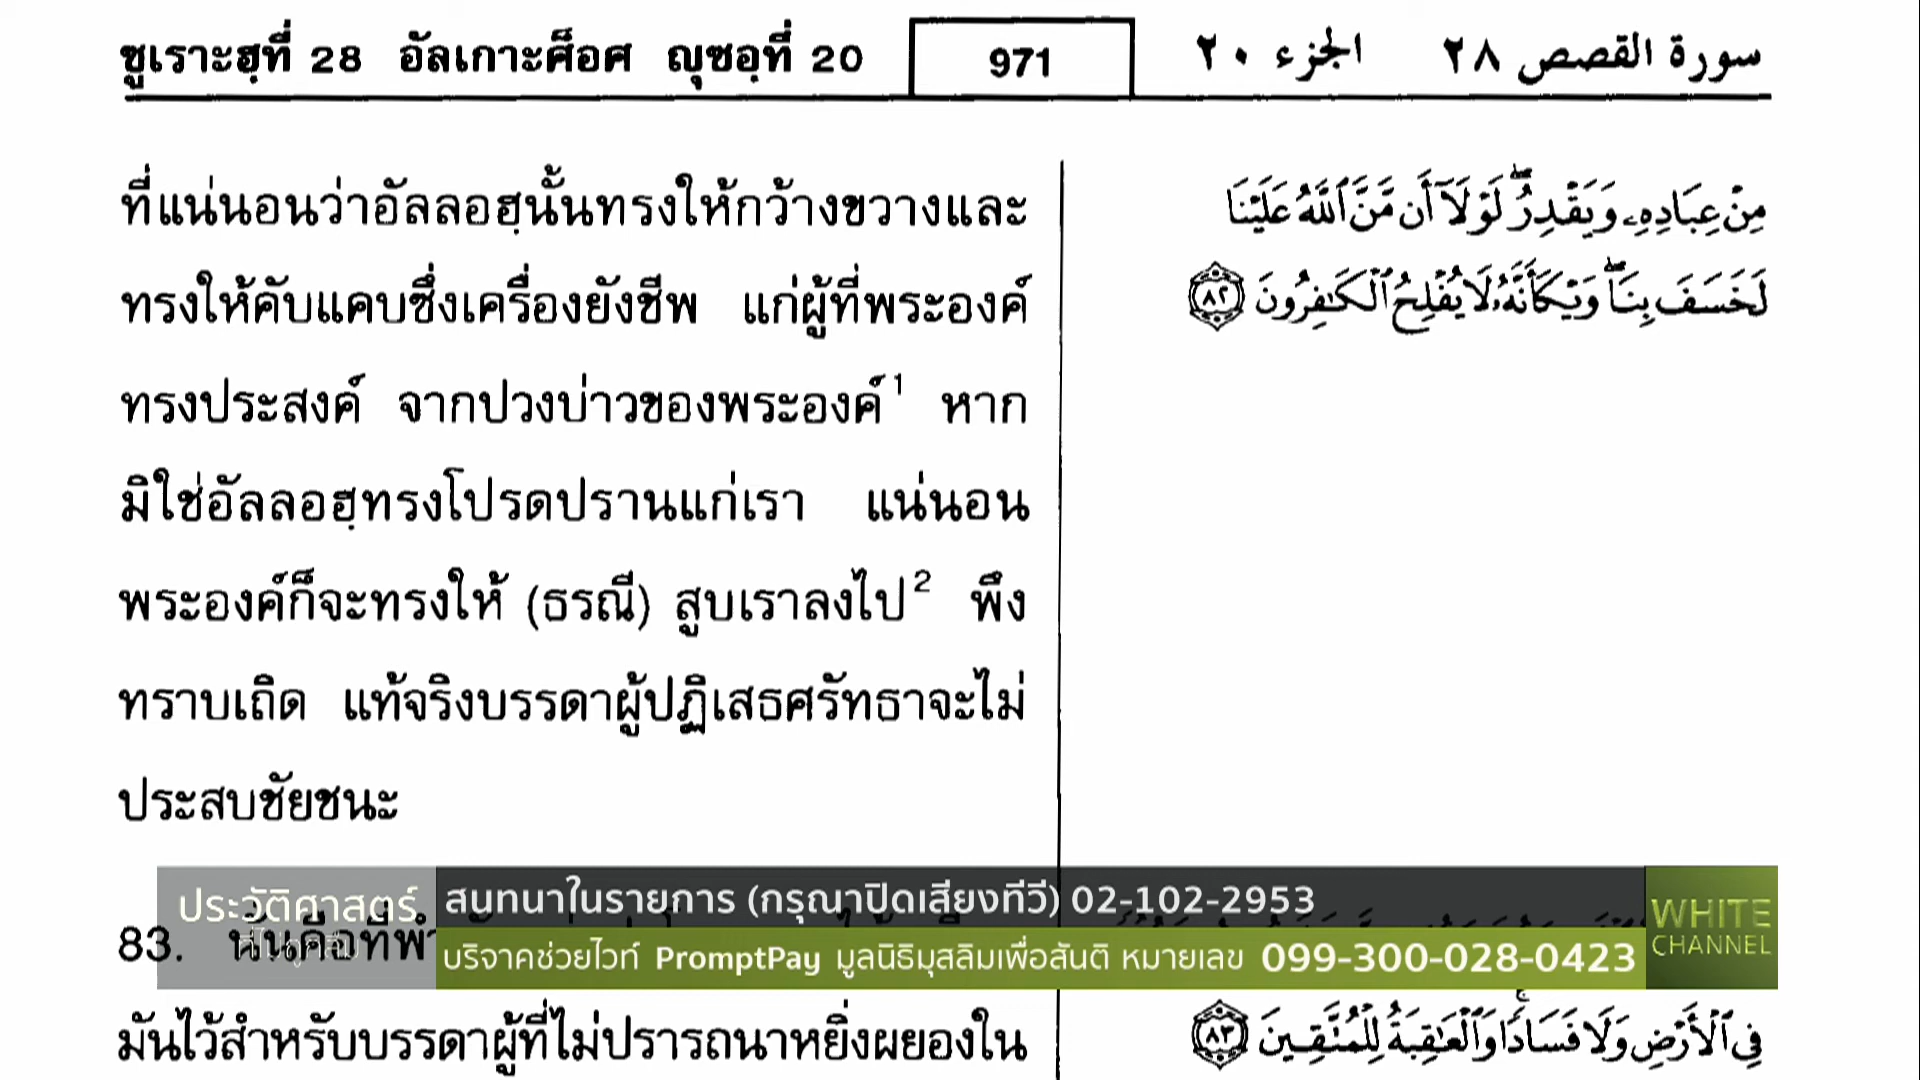 ซูเราะฮฺที่ 28 อัลเกาะศ็อศ ญุซอฺที่ 20
971
سورة القصص ٢٨ الجزء ٢٠
ที่แน่นอนว่าอัลลอฮฺนั้นทรงให้กว้างขวางและ
ทรงให้คับแคบซึ่งเครื่องยังชีพ แก่ผู้ที่พระองค์
ทรงประสงค์ จากปวงบ่าวของพระองค์1 หาก
มิใช่อัลลอฮฺทรงโปรดปรานแก่เรา แน่นอน
พระองค์ก็จะทรงให้ (ธรณี) สูบเราลงไป2 พึง
ทราบเถิด แท้จริงบรรดาผู้ปฏิเสธศรัทธาจะไม่
ประสบชัยชนะ
83. นั่นคือที่พำ
มันไว้สำหรับบรรดาผู้ที่ไม่ปรารถนาหยิ่งผยองใน
مِنْ عِبَادِهِۦ وَيَقْدِرُ ۖ لَوْلَآ أَن مَّنَّ ٱللَّهُ عَلَيْنَا
لَخَسَفَ بِنَا ۖ وَيْكَأَنَّهُۥ لَا يُفْلِحُ ٱلْكَٰفِرُونَ ٨٢
فِى ٱلْأَرْضِ وَلَا فَسَادًا ۚ وَٱلْعَٰقِبَةُ لِلْمُتَّقِينَ ٨٣
ประวัติศาสตร์
สนทนาในรายการ (กรุณาปิดเสียงทีวี) 02-102-2953
บริจาคช่วยไวท์ PromptPay มูลนิธิมุสลิมเพื่อสันติ หมายเลข 099-300-028-0423
WHITE
CHANNEL